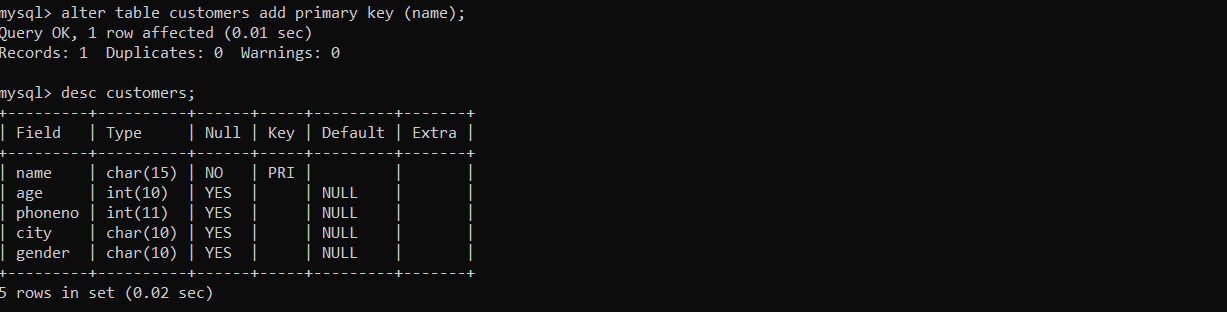 mysql> alter table customers add primary key (name);
Query OK, 1 row affected (0.01 sec)
Records: 1  Duplicates: 0  Warnings: 0

mysql> desc customers;
+---------+----------+------+-----+---------+-------+
| Field   | Type     | Null | Key | Default | Extra |
+---------+----------+------+-----+---------+-------+
| name    | char(15) | NO   | PRI |         |       |
| age     | int(10)  | YES  |     | NULL    |       |
| phoneno | int(11)  | YES  |     | NULL    |       |
| city    | char(10) | YES  |     | NULL    |       |
| gender  | char(10) | YES  |     | NULL    |       |
+---------+----------+------+-----+---------+-------+
5 rows in set (0.02 sec)